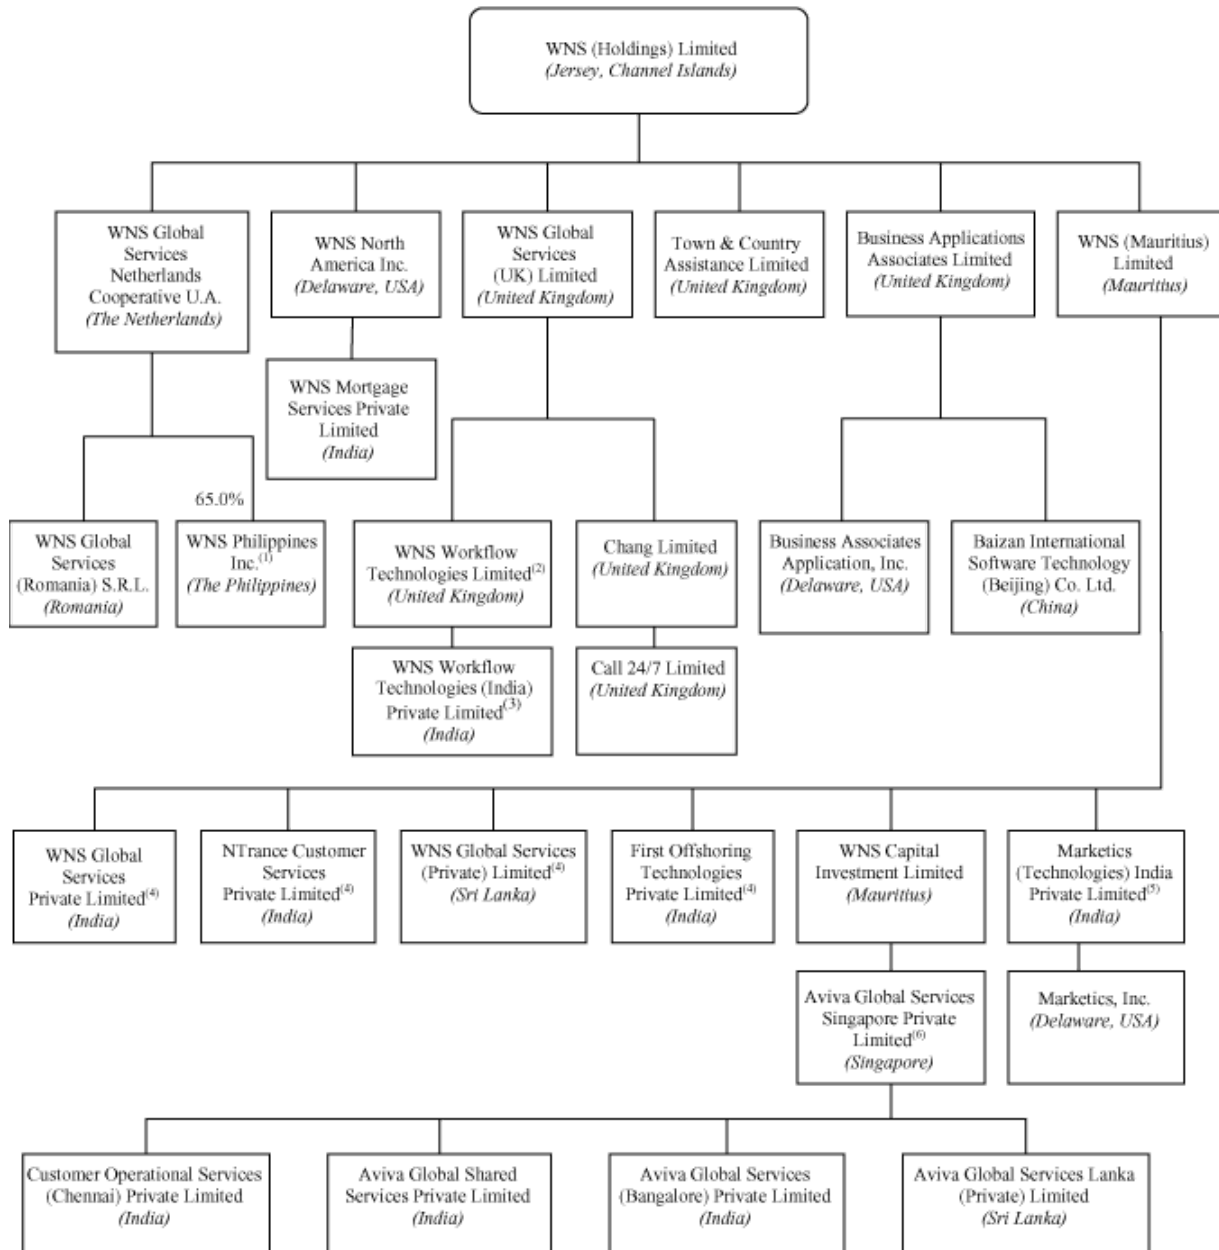 WNS (Holdings) Limited
(Jersey, Channel Islands)
WNS Global
Services
Netherlands
Cooperative U.A.
(The Netherlands)
WNS North
America Inc.
(Delaware, USA)
WNS Global
Services
(UK) Limited
(United Kingdom)
Town & Country
Assistance Limited
(United Kingdom)
Business Applications
Associates Limited
(United Kingdom)
WNS (Mauritius)
Limited
(Mauritius)
WNS Mortgage
Services Private
Limited
(India)
65.0%
WNS Global
Services
(Romania) S.R.L.
(Romania)
WNS Philippines
Inc.(1)
(The Philippines)
WNS Workflow
Technologies Limited(2)
(United Kingdom)
Chang Limited
(United Kingdom)
Business Associates
Application, Inc.
(Delaware, USA)
Baizan International
Software Technology
(Beijing) Co. Ltd.
(China)
WNS Workflow
Technologies (India)
Private Limited(3)
(India)
Call 24/7 Limited
(United Kingdom)
WNS Global
Services
Private Limited(4)
(India)
NTrance Customer
Services
Private Limited(4)
(India)
WNS Global Services
(Private) Limited(4)
(Sri Lanka)
First Offshoring
Technologies
Private Limited(4)
(India)
WNS Capital
Investment Limited
(Mauritius)
Marketics
(Technologies) India
Private Limited(5)
(India)
Aviva Global Services
Singapore Private
Limited(6)
(Singapore)
Marketics, Inc.
(Delaware, USA)
Customer Operational Services
(Chennai) Private Limited
(India)
Aviva Global Shared
Services Private Limited
(India)
Aviva Global Services
(Bangalore) Private Limited
(India)
Aviva Global Services Lanka
(Private) Limited
(Sri Lanka)